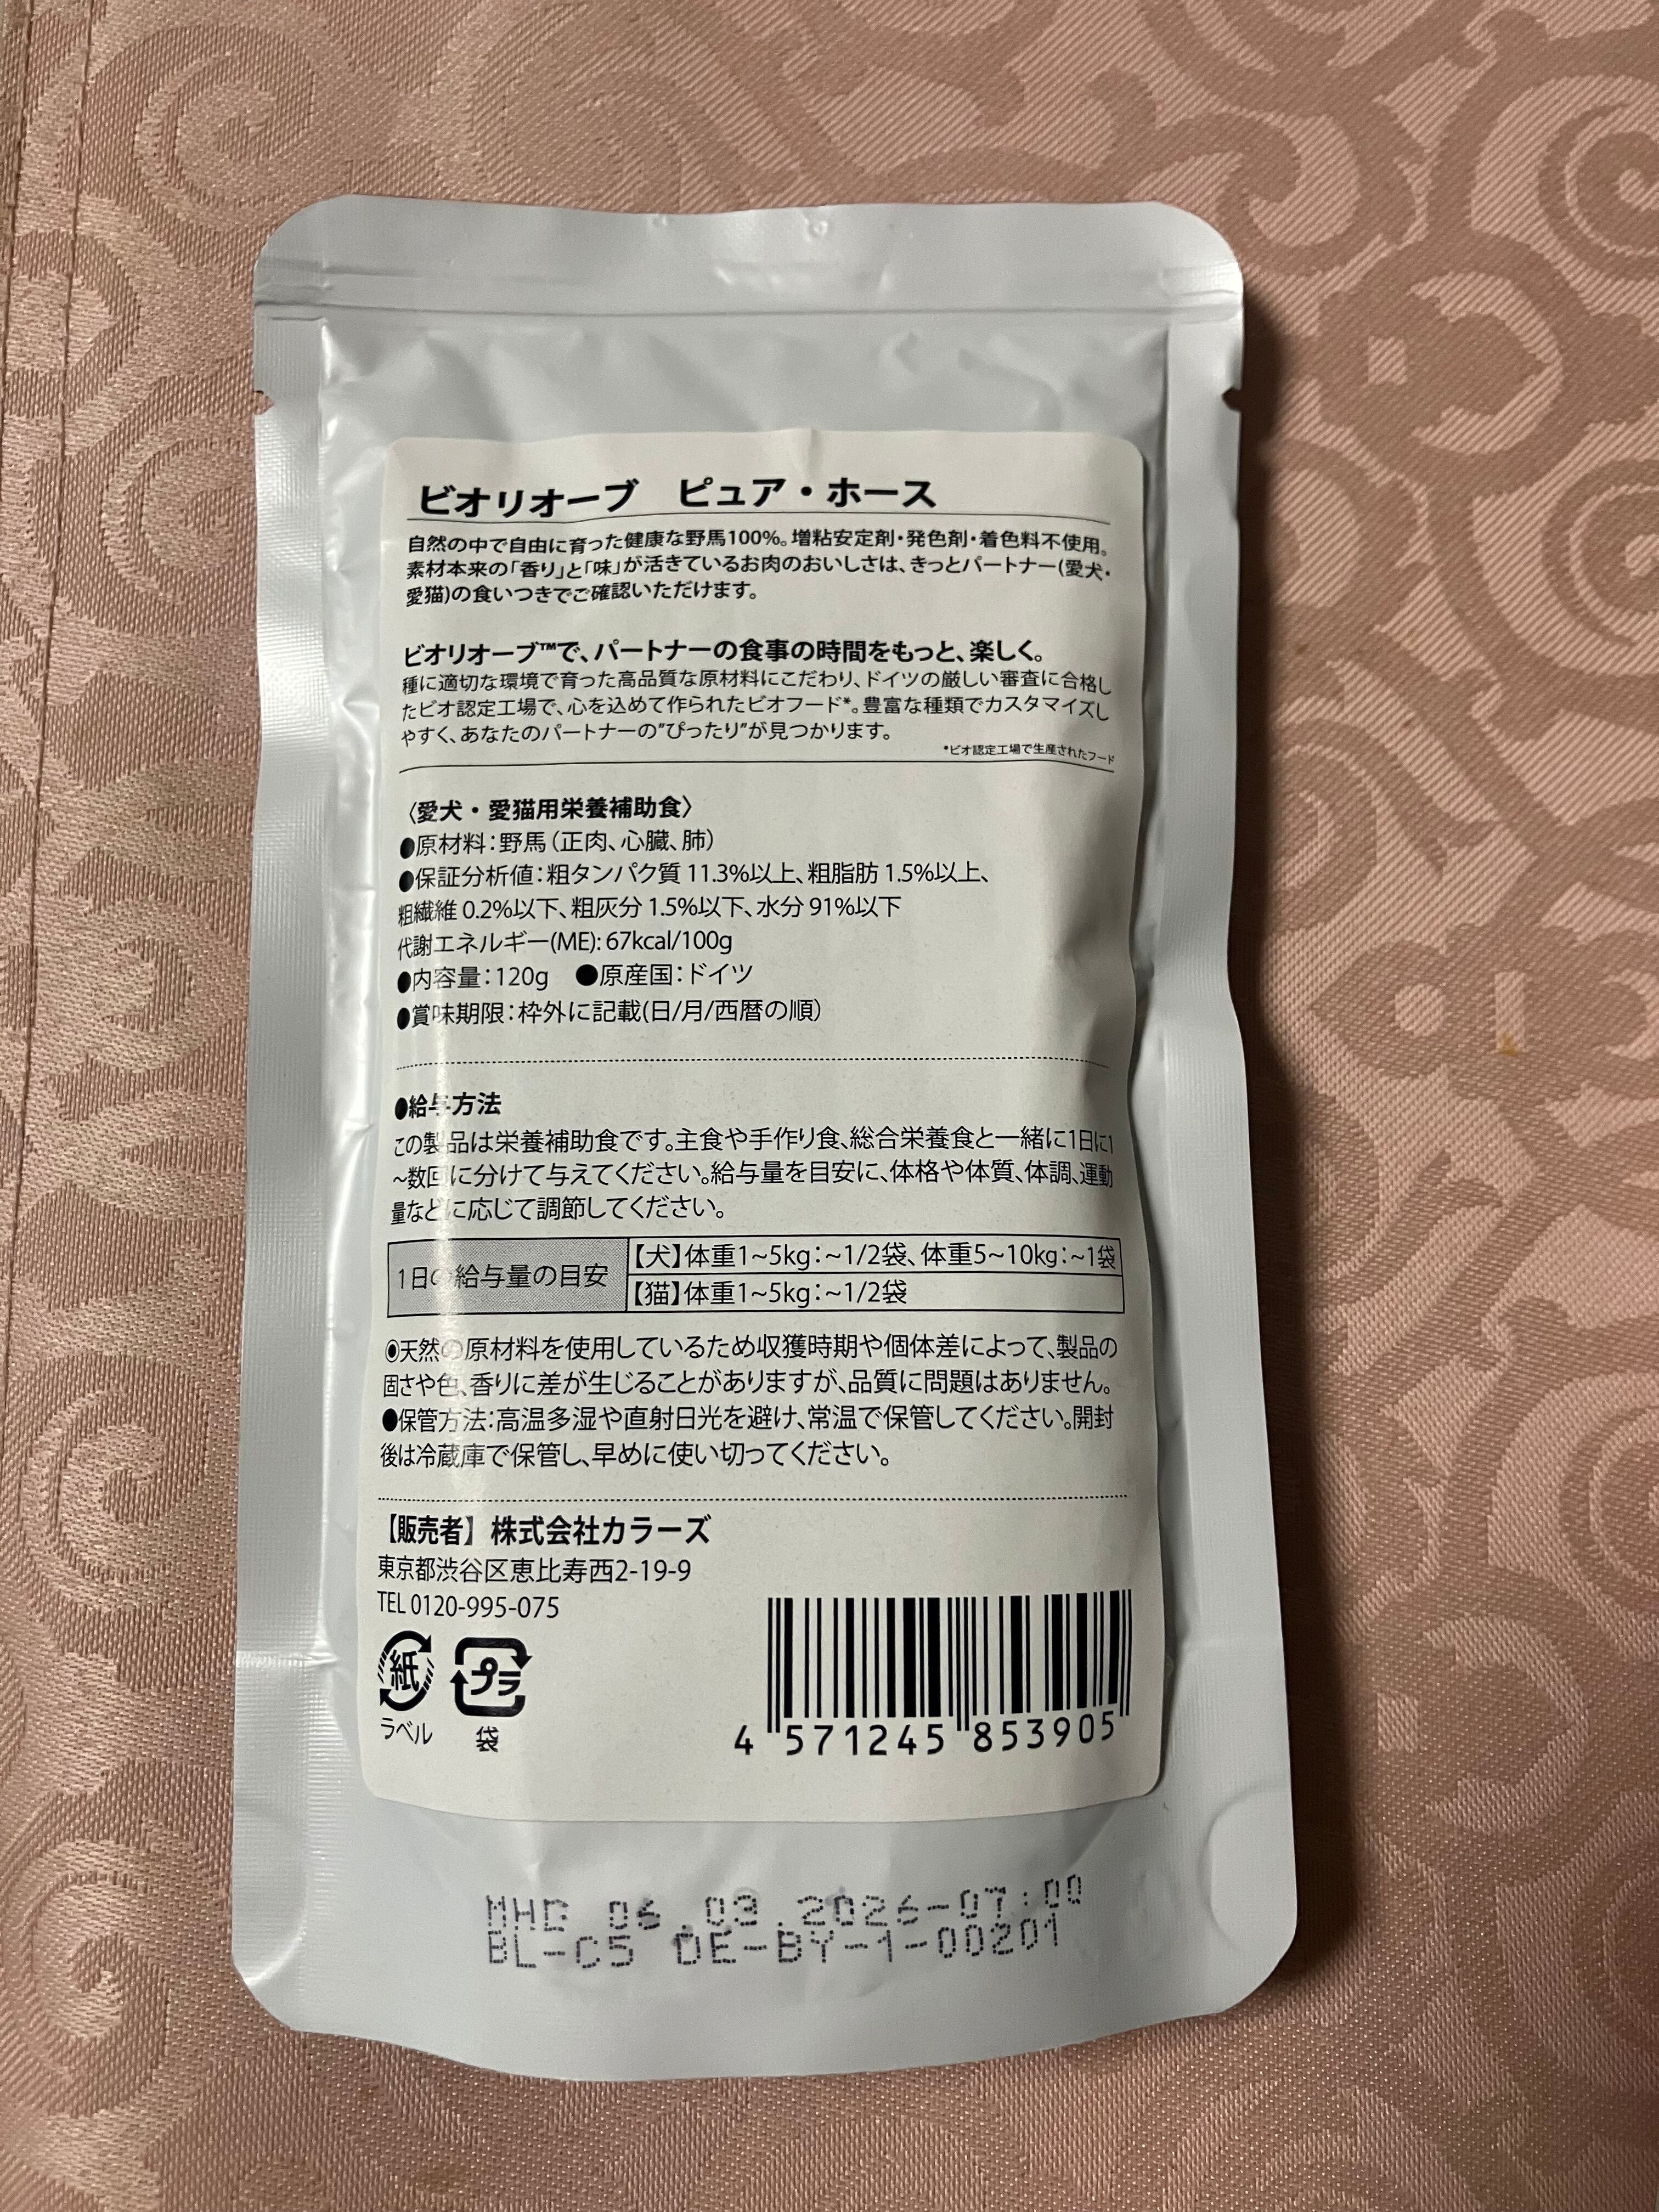 ビオリオーブ　ピュア・ホース
自然の中で自由に育った健康な野馬100%。増粘安定剤・発色剤・着色料不使用。
素材本来の「香り」と「味」が活きているお肉のおいしさは、きっとパートナー(愛犬・
愛猫)の食いつきでご確認いただけます。
ビオリオーブ™で、パートナーの食事の時間をもっと、楽しく。
種に適切な環境で育った高品質な原材料にこだわり、ドイツの厳しい審査に合格し
たビオ認定工場で、心を込めて作られたビオフード*。豊富な種類でカスタマイズし
やすく、あなたのパートナーの"ぴったり"が見つかります。
*ビオ認定工場で生産されたフード
〈愛犬・愛猫用栄養補助食〉
●原材料：野馬（正肉、心臓、肺）
●保証分析値：粗タンパク質 11.3%以上、粗脂肪 1.5%以上、
粗繊維 0.2%以下、粗灰分 1.5%以下、水分 91%以下
代謝エネルギー(ME): 67kcal/100g
●内容量：120g　●原産国：ドイツ
●賞味期限：枠外に記載(日/月/西暦の順)
●給与方法
この製品は栄養補助食です。主食や手作り食、総合栄養食と一緒に1日に1
~数回に分けて与えてください。給与量を目安に、体格や体質、体調、運動
量などに応じて調節してください。
1日の給与量の目安
【犬】体重1~5kg：~1/2袋、体重5~10kg：~1袋
【猫】体重1~5kg：~1/2袋
◉天然の原材料を使用しているため収獲時期や個体差によって、製品の
固さや色、香りに差が生じることがありますが、品質に問題はありません。
●保管方法：高温多湿や直射日光を避け、常温で保管してください。開封
後は冷蔵庫で保管し、早めに使い切ってください。
【販売者】株式会社カラーズ
東京都渋谷区恵比寿西2-19-9
TEL 0120-995-075
紙 プラ
ラベル 袋
4 571245 853905
MHD 06.03.2026-07:00
BL-C5 DE-BY-1-00201